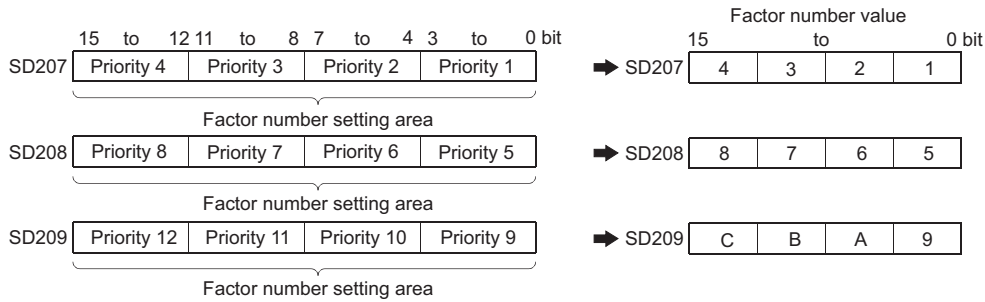 Factor number value
15 to 12 11 to 8 7 4 3 to 0 bit
15 to 0 bit
SD207 Priority 4 Priority 3 Priority 2 Priority 1
SD207 4 3 2 1
Factor number setting area
SD208 Priority 8 Priority 7 Priority 6 Priority 5
SD208 8 7 6 5
Factor number setting area
SD209 Priority 12 Priority 11 Priority 10 Priority 9
SD209 C B A 9
Factor number setting area